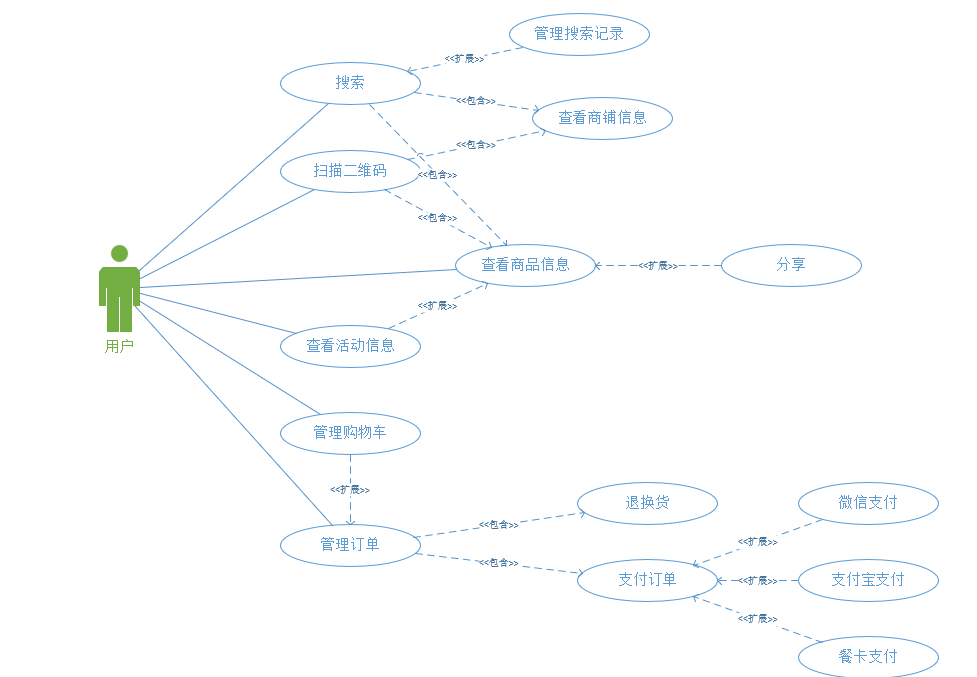 管理搜索记录
<<扩展>>
搜索
<<包含>>
查看商铺信息
<<包含>>
扫描二维码
<<包含>>
<<包含>>
查看商品信息
<<扩展>>
分享
<<扩展>>
用户
查看活动信息
管理购物车
<<扩展>>
退换货
微信支付
<<包含>>
管理订单
<<扩展>>
<<包含>>
支付订单
<<扩展>>
支付宝支付
<<扩展>>
餐卡支付